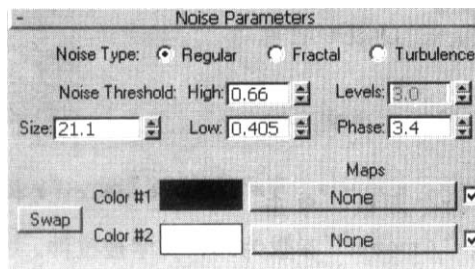 - Noise Parameters
Noise Type: Regular Fractal Turbulence
Noise Threshold: High: 0.66 Levels: 3.0
Size: 21.1 Low: 0.405 Phase: 3.4
Maps
Color #1 None
Swap
Color #2 None